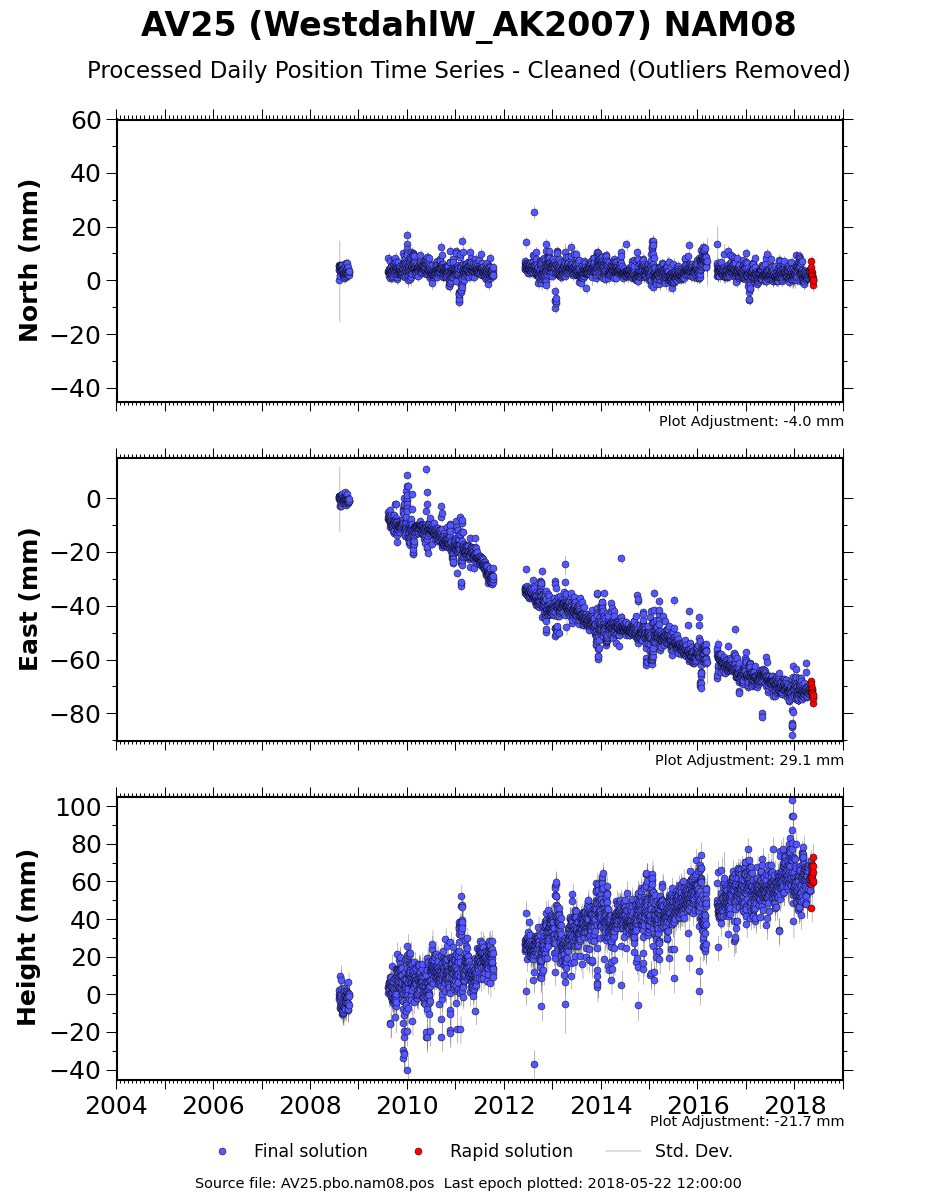 AV25 (WestdahlW_AK2007) NAM08
Processed Daily Position Time Series - Cleaned (Outliers Removed)
60
40
20
0
−20
−40
North (mm)
Plot Adjustment: -4.0 mm
0
−20
−40
−60
−80
East (mm)
Plot Adjustment: 29.1 mm
100
80
60
40
20
0
−20
−40
Height (mm)
2004 2006 2008 2010 2012 2014 2016 2018
Plot Adjustment: -21.7 mm
Final solution Rapid solution Std. Dev.
Source file: AV25.pbo.nam08.pos Last epoch plotted: 2018-05-22 12:00:00